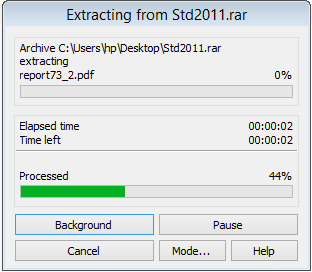 Extracting from Std2011.rar
Archive C:\Users\hp\Desktop\Std2011.rar
extracting
report73_2.pdf 0%
Elapsed time 00:00:02
Time left 00:00:02
Processed 44%
Background Pause
Cancel Mode... Help